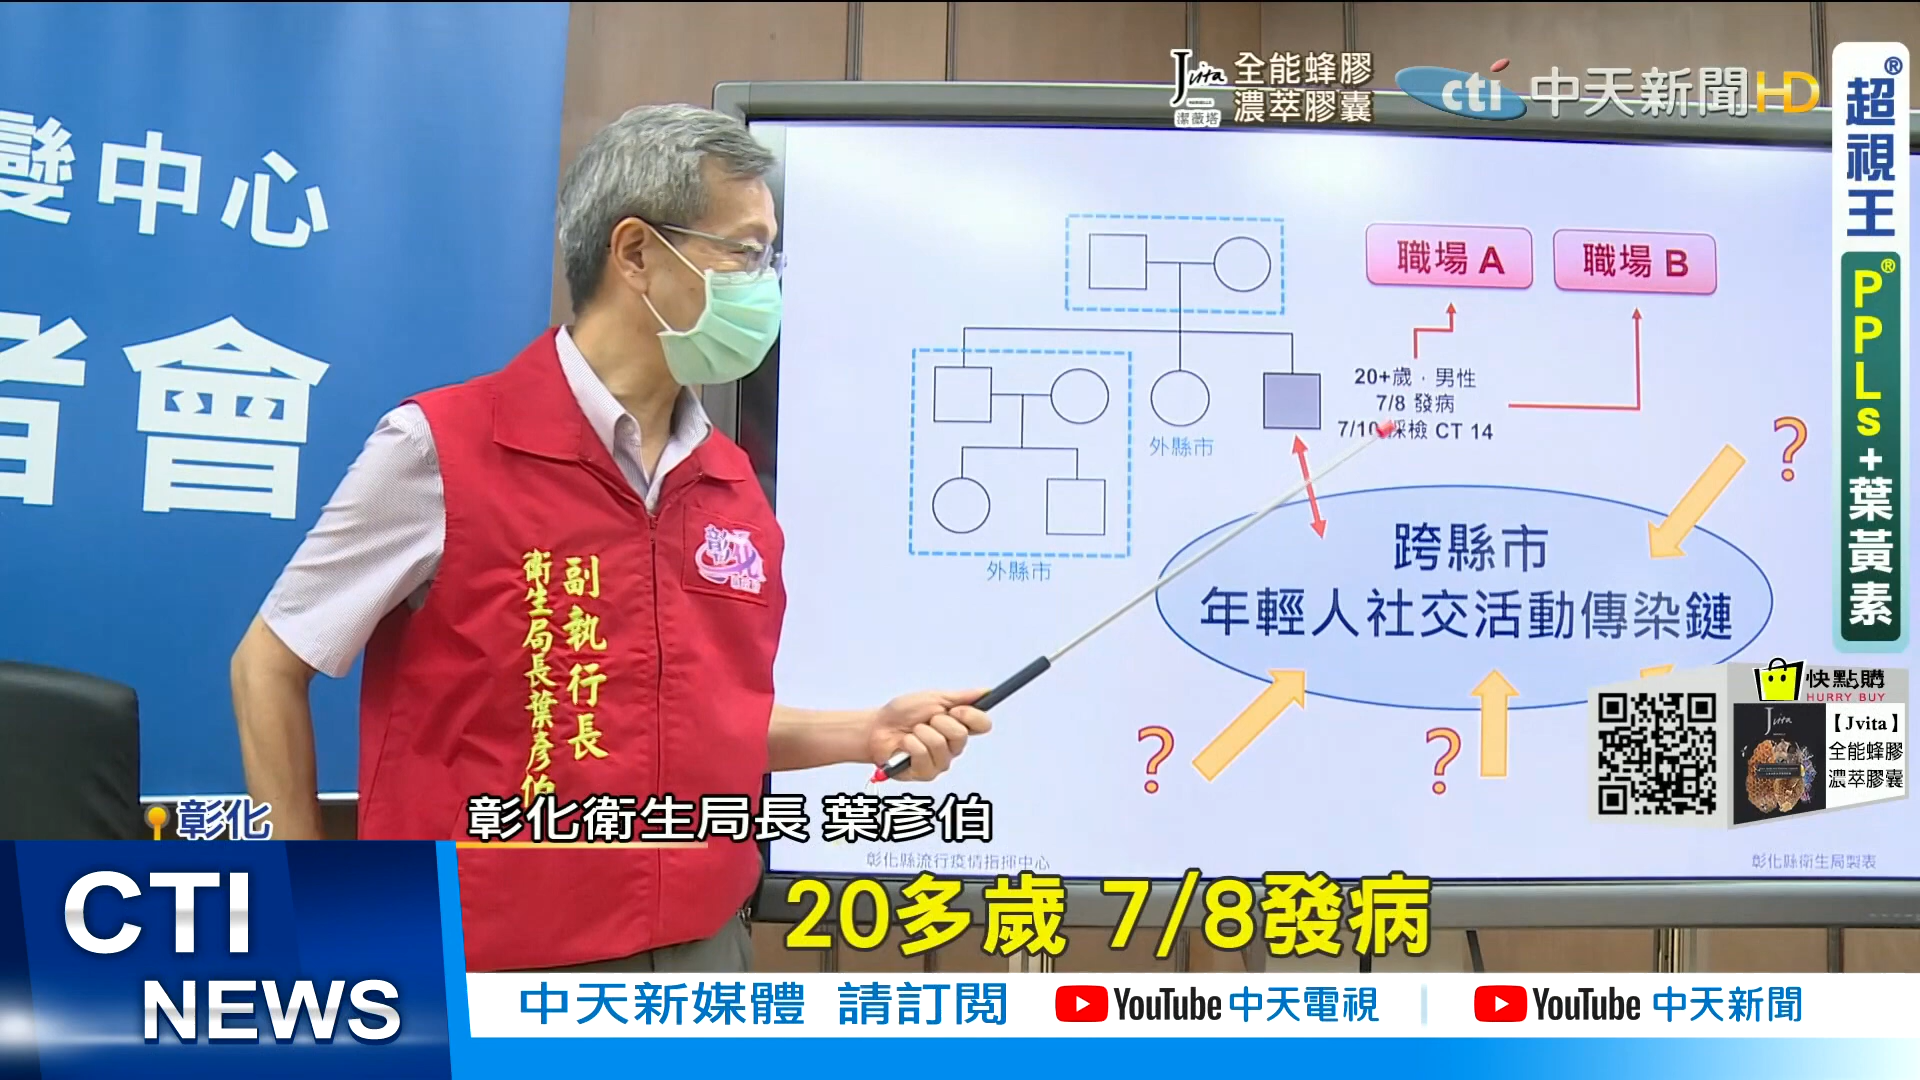 變中心
者會
Jvita
潔薇塔
全能蜂膠
濃萃膠囊
cti 中天新聞HD
超視王®
PPLs®+葉黃素
職場 A
職場 B
20+歲，男性
7/8 發病
7/10 採檢 CT 14
外縣市
外縣市
跨縣市
年輕人社交活動傳染鏈
?
?
?
副執行長
衛生局長葉彥伯
彰化
彰化衛生局長 葉彥伯
彰化縣流行疫情指揮中心
彰化縣衛生局製表
快點購
HURRY BUY
Jvita
【Jvita】
全能蜂膠
濃萃膠囊
20多歲 7/8發病
CTI
NEWS
中天新媒體 請訂閱 YouTube 中天電視 YouTube 中天新聞